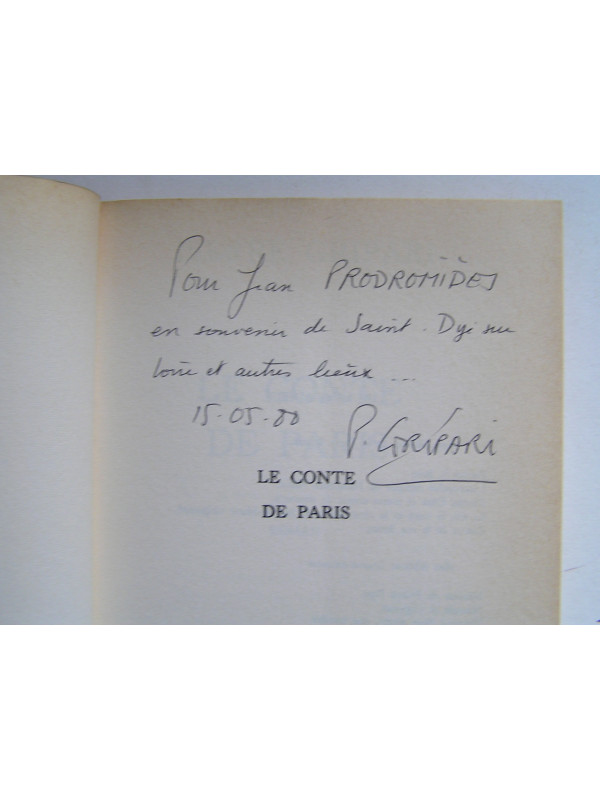 Pour Jean PRODROMIDES
en souvenir de Saint. Dyé sur
Loire et autres lieux...
15.05.80
P. GRIPARI
LE CONTE
DE PARIS